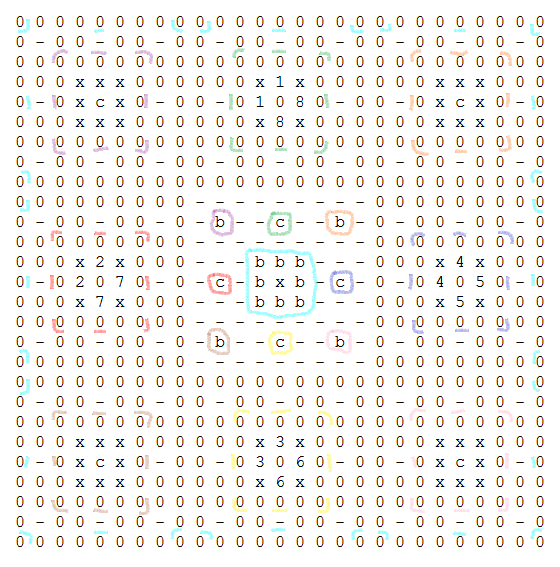 0 0 0 0 0 0 0 0 0 0 0 0 0 0 0 0 0 0 0 0 0 0 0 0 0 0 0
0 – 0 0 – 0 0 – 0 0 – 0 0 – 0 0 – 0 0 – 0 0 – 0 0 – 0
0 0 0 0 0 0 0 0 0 0 0 0 0 0 0 0 0 0 0 0 0 0 0 0 0 0 0
0 0 0 x x x 0 0 0 0 0 0 x 1 x 0 0 0 0 0 0 x x x 0 0 0
0 – 0 x c x 0 – 0 0 – 0 1 0 8 0 – 0 0 – 0 x c x 0 – 0
0 0 0 x x x 0 0 0 0 0 0 x 8 x 0 0 0 0 0 0 x x x 0 0 0
0 0 0 0 0 0 0 0 0 0 0 0 0 0 0 0 0 0 0 0 0 0 0 0 0 0 0
0 – 0 0 – 0 0 – 0 0 – 0 0 – 0 0 – 0 0 – 0 0 – 0 0 – 0
0 0 0 0 0 0 0 0 0 0 0 0 0 0 0 0 0 0 0 0 0 0 0 0 0 0 0
0 0 0 0 0 0 0 0 0 – – – – – – – – – 0 0 0 0 0 0 0 0 0
0 – 0 0 – 0 0 – 0 – b – – c – – b – 0 – 0 0 – 0 0 – 0
0 0 0 0 0 0 0 0 0 – – – – – – – – – 0 0 0 0 0 0 0 0 0
0 0 0 x 2 x 0 0 0 – – – b b b – – – 0 0 0 x 4 x 0 0 0
0 – 0 2 0 7 0 – 0 – c – b x b – c – 0 – 0 4 0 5 0 – 0
0 0 0 x 7 x 0 0 0 – – – b b b – – – 0 0 0 x 5 x 0 0 0
0 0 0 0 0 0 0 0 0 – – – – – – – – – 0 0 0 0 0 0 0 0 0
0 – 0 0 – 0 0 – 0 – b – – c – – b – 0 – 0 0 – 0 0 – 0
0 0 0 0 0 0 0 0 0 – – – – – – – – – 0 0 0 0 0 0 0 0 0
0 0 0 0 0 0 0 0 0 0 0 0 0 0 0 0 0 0 0 0 0 0 0 0 0 0 0
0 – 0 0 – 0 0 – 0 0 – 0 0 – 0 0 – 0 0 – 0 0 – 0 0 – 0
0 0 0 0 0 0 0 0 0 0 0 0 0 0 0 0 0 0 0 0 0 0 0 0 0 0 0
0 0 0 x x x 0 0 0 0 0 0 x 3 x 0 0 0 0 0 0 x x x 0 0 0
0 – 0 x c x 0 – 0 0 – 0 3 0 6 0 – 0 0 – 0 x c x 0 – 0
0 0 0 x x x 0 0 0 0 0 0 x 6 x 0 0 0 0 0 0 x x x 0 0 0
0 0 0 0 0 0 0 0 0 0 0 0 0 0 0 0 0 0 0 0 0 0 0 0 0 0 0
0 – 0 0 – 0 0 – 0 0 – 0 0 – 0 0 – 0 0 – 0 0 – 0 0 – 0
0 0 0 0 0 0 0 0 0 0 0 0 0 0 0 0 0 0 0 0 0 0 0 0 0 0 0